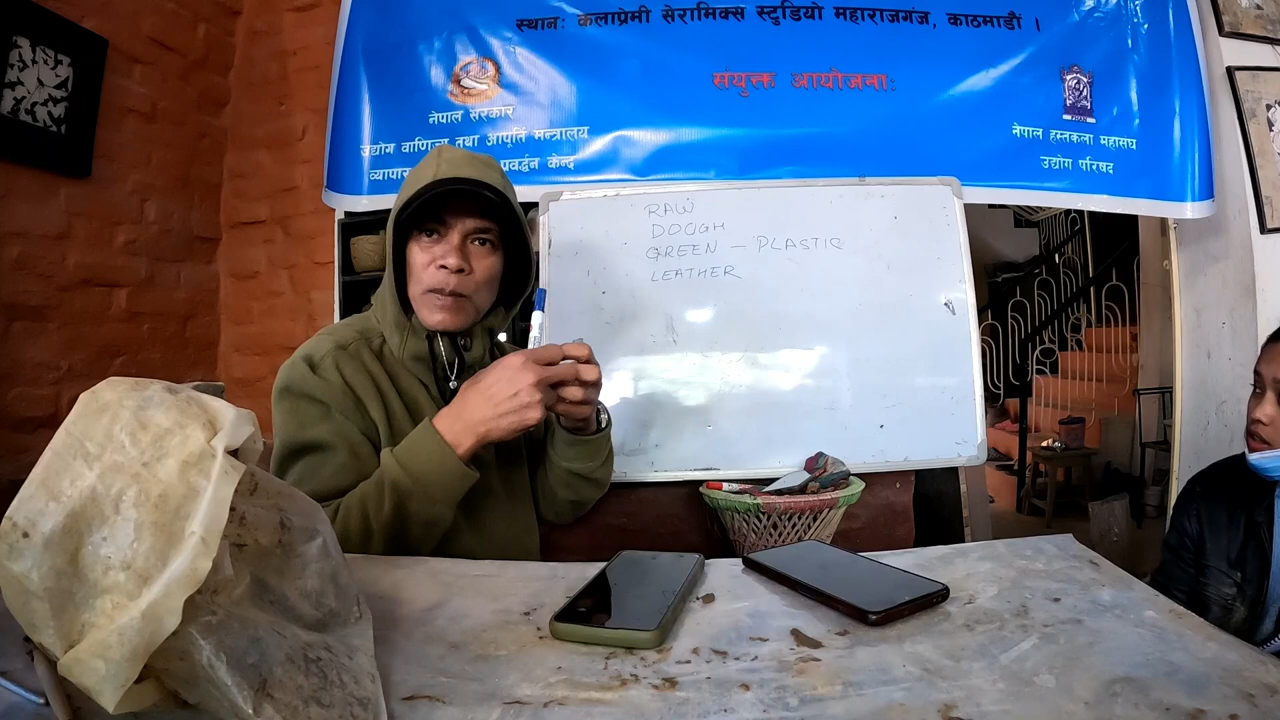 स्थानः कलाप्रेमी सेरामिक्स स्टुडियो महाराजगंज, काठमाडौं ।
संयुक्त आयोजनाः
नेपाल सरकार
उद्योग वाणिज्य तथा आपूर्ति मन्त्रालय
प्रवर्द्धन केन्द्र
नेपाल हस्तकला महासंघ
उद्योग परिषद
RAW
DOUGH
GREEN – PLASTIC
LEATHER